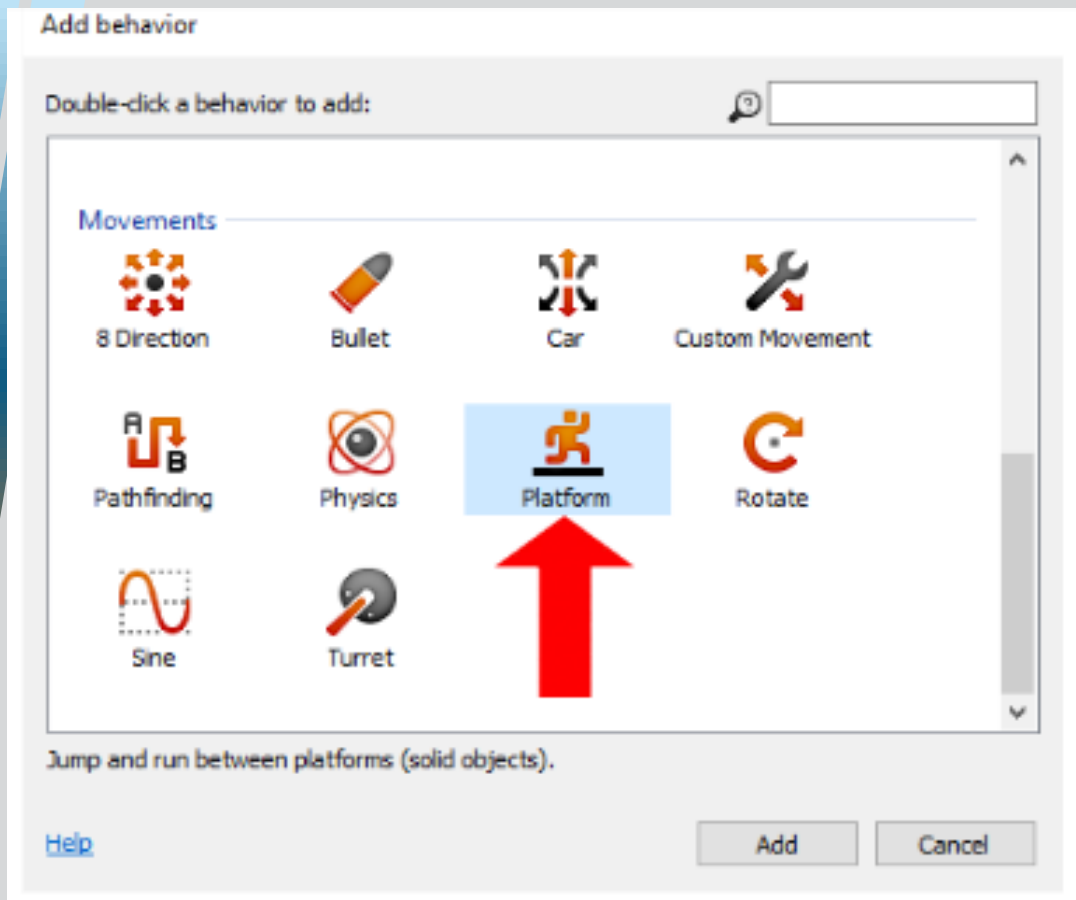 Add behavior
Double-click a behavior to add:
Movements
8 Direction
Bullet
Car
Custom Movement
A
B
Pathfinding
Physics
Platform
Rotate
Sine
Turret
Jump and run between platforms (solid objects).
Help
Add
Cancel